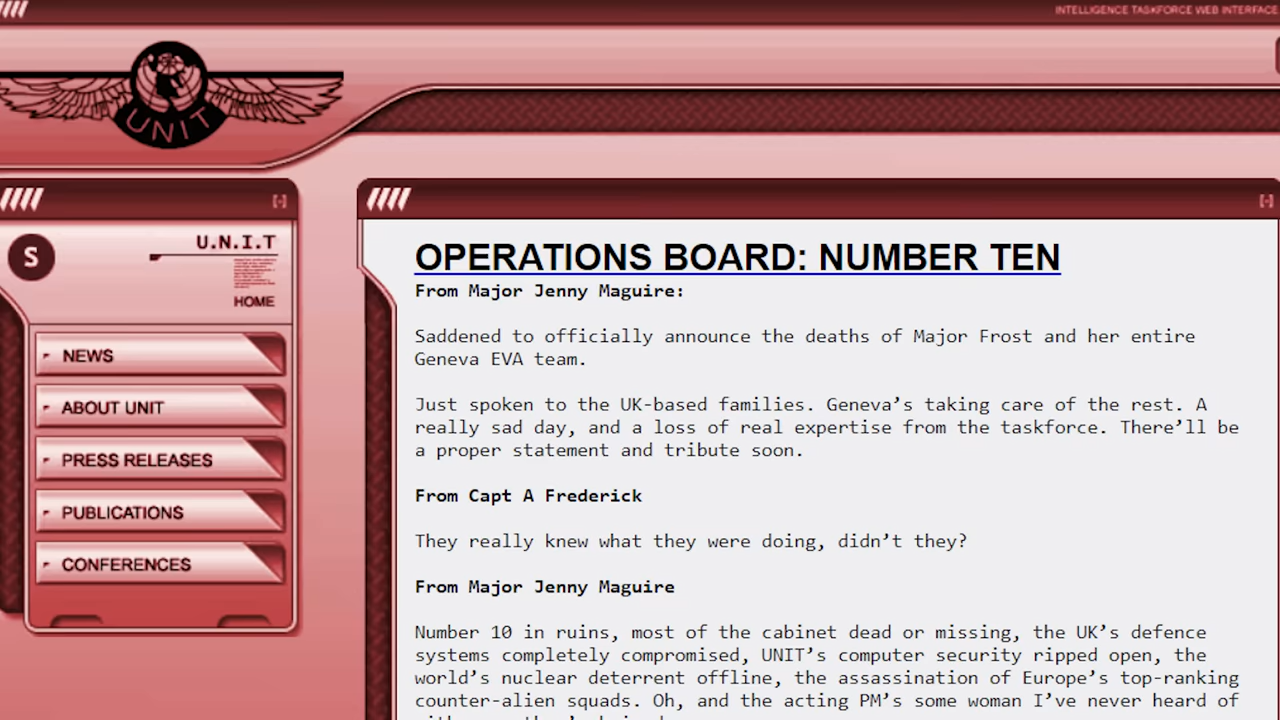 INTELLIGENCE TASKFORCE WEB INTERFACE
UNIT
S
U.N.I.T
HOME
NEWS
ABOUT UNIT
PRESS RELEASES
PUBLICATIONS
CONFERENCES
OPERATIONS BOARD: NUMBER TEN
From Major Jenny Maguire:
Saddened to officially announce the deaths of Major Frost and her entire
Geneva EVA team.
Just spoken to the UK-based families. Geneva’s taking care of the rest. A
really sad day, and a loss of real expertise from the taskforce. There’ll be
a proper statement and tribute soon.
From Capt A Frederick
They really knew what they were doing, didn’t they?
From Major Jenny Maguire
Number 10 in ruins, most of the cabinet dead or missing, the UK’s defence
systems completely compromised, UNIT’s computer security ripped open, the
world’s nuclear deterrent offline, the assassination of Europe’s top-ranking
counter-alien squads. Oh, and the acting PM’s some woman I’ve never heard of